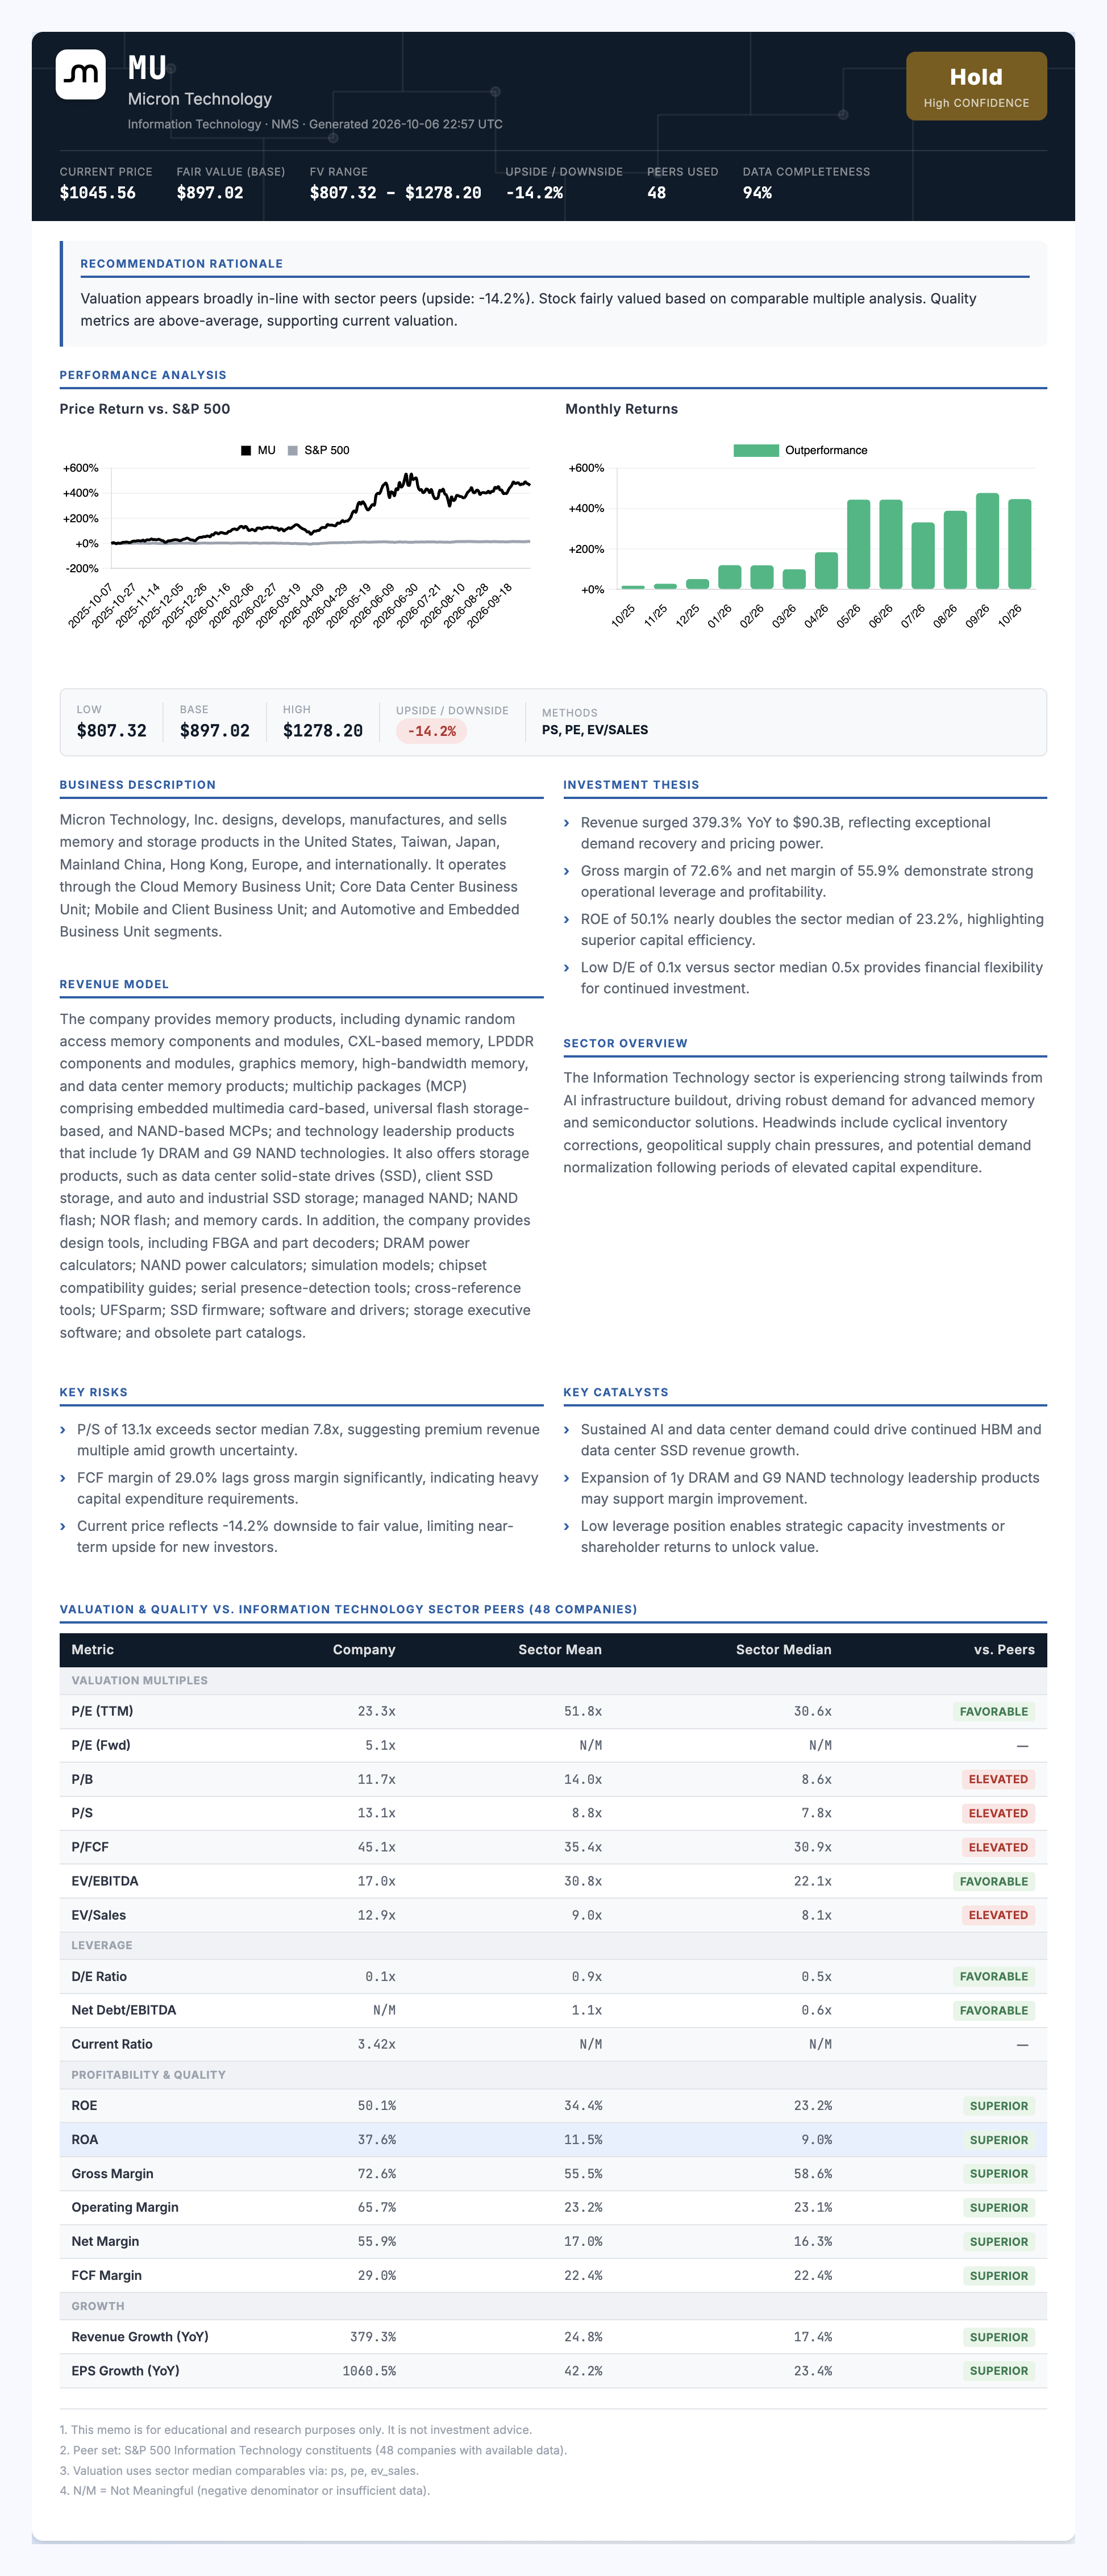 MU
Micron Technology
Information Technology · NMS · Generated 2026-10-06 22:57 UTC
Hold
High CONFIDENCE
CURRENT PRICE
$1045.56
FAIR VALUE (BASE)
$897.02
FV RANGE
$807.32 – $1278.20
UPSIDE / DOWNSIDE
-14.2%
PEERS USED
48
DATA COMPLETENESS
94%
RECOMMENDATION RATIONALE
Valuation appears broadly in-line with sector peers (upside: -14.2%). Stock fairly valued based on comparable multiple analysis. Quality
metrics are above-average, supporting current valuation.
PERFORMANCE ANALYSIS
Price Return vs. S&P 500
MU S&P 500
+600%
+400%
+200%
+0%
-200%
2025-10-07
2025-10-27
2025-11-14
2025-12-05
2025-12-26
2026-01-16
2026-02-06
2026-02-27
2026-03-19
2026-04-09
2026-04-29
2026-05-19
2026-06-09
2026-06-30
2026-07-21
2026-08-10
2026-08-28
2026-09-18
Monthly Returns
Outperformance
+600%
+400%
+200%
+0%
10/25
11/25
12/25
01/26
02/26
03/26
04/26
05/26
06/26
07/26
08/26
09/26
10/26
LOW
$807.32
BASE
$897.02
HIGH
$1278.20
UPSIDE / DOWNSIDE
-14.2%
METHODS
PS, PE, EV/SALES
BUSINESS DESCRIPTION
Micron Technology, Inc. designs, develops, manufactures, and sells
memory and storage products in the United States, Taiwan, Japan,
Mainland China, Hong Kong, Europe, and internationally. It operates
through the Cloud Memory Business Unit; Core Data Center Business
Unit; Mobile and Client Business Unit; and Automotive and Embedded
Business Unit segments.
REVENUE MODEL
The company provides memory products, including dynamic random
access memory components and modules, CXL-based memory, LPDDR
components and modules, graphics memory, high-bandwidth memory,
and data center memory products; multichip packages (MCP)
comprising embedded multimedia card-based, universal flash storage-
based, and NAND-based MCPs; and technology leadership products
that include 1y DRAM and G9 NAND technologies. It also offers storage
products, such as data center solid-state drives (SSD), client SSD
storage, and auto and industrial SSD storage; managed NAND; NAND
flash; NOR flash; and memory cards. In addition, the company provides
design tools, including FBGA and part decoders; DRAM power
calculators; NAND power calculators; simulation models; chipset
compatibility guides; serial presence-detection tools; cross-reference
tools; UFSparm; SSD firmware; software and drivers; storage executive
software; and obsolete part catalogs.
INVESTMENT THESIS
› Revenue surged 379.3% YoY to $90.3B, reflecting exceptional
demand recovery and pricing power.
› Gross margin of 72.6% and net margin of 55.9% demonstrate strong
operational leverage and profitability.
› ROE of 50.1% nearly doubles the sector median of 23.2%, highlighting
superior capital efficiency.
› Low D/E of 0.1x versus sector median 0.5x provides financial flexibility
for continued investment.
SECTOR OVERVIEW
The Information Technology sector is experiencing strong tailwinds from
AI infrastructure buildout, driving robust demand for advanced memory
and semiconductor solutions. Headwinds include cyclical inventory
corrections, geopolitical supply chain pressures, and potential demand
normalization following periods of elevated capital expenditure.
KEY RISKS
› P/S of 13.1x exceeds sector median 7.8x, suggesting premium revenue
multiple amid growth uncertainty.
› FCF margin of 29.0% lags gross margin significantly, indicating heavy
capital expenditure requirements.
› Current price reflects -14.2% downside to fair value, limiting near-
term upside for new investors.
KEY CATALYSTS
› Sustained AI and data center demand could drive continued HBM and
data center SSD revenue growth.
› Expansion of 1y DRAM and G9 NAND technology leadership products
may support margin improvement.
› Low leverage position enables strategic capacity investments or
shareholder returns to unlock value.
VALUATION & QUALITY VS. INFORMATION TECHNOLOGY SECTOR PEERS (48 COMPANIES)
Metric Company Sector Mean Sector Median vs. Peers
VALUATION MULTIPLES
P/E (TTM) 23.3x 51.8x 30.6x FAVORABLE
P/E (Fwd) 5.1x N/M N/M —
P/B 11.7x 14.0x 8.6x ELEVATED
P/S 13.1x 8.8x 7.8x ELEVATED
P/FCF 45.1x 35.4x 30.9x ELEVATED
EV/EBITDA 17.0x 30.8x 22.1x FAVORABLE
EV/Sales 12.9x 9.0x 8.1x ELEVATED
LEVERAGE
D/E Ratio 0.1x 0.9x 0.5x FAVORABLE
Net Debt/EBITDA N/M 1.1x 0.6x FAVORABLE
Current Ratio 3.42x N/M N/M —
PROFITABILITY & QUALITY
ROE 50.1% 34.4% 23.2% SUPERIOR
ROA 37.6% 11.5% 9.0% SUPERIOR
Gross Margin 72.6% 55.5% 58.6% SUPERIOR
Operating Margin 65.7% 23.2% 23.1% SUPERIOR
Net Margin 55.9% 17.0% 16.3% SUPERIOR
FCF Margin 29.0% 22.4% 22.4% SUPERIOR
GROWTH
Revenue Growth (YoY) 379.3% 24.8% 17.4% SUPERIOR
EPS Growth (YoY) 1060.5% 42.2% 23.4% SUPERIOR
1. This memo is for educational and research purposes only. It is not investment advice.
2. Peer set: S&P 500 Information Technology constituents (48 companies with available data).
3. Valuation uses sector median comparables via: ps, pe, ev_sales.
4. N/M = Not Meaningful (negative denominator or insufficient data).